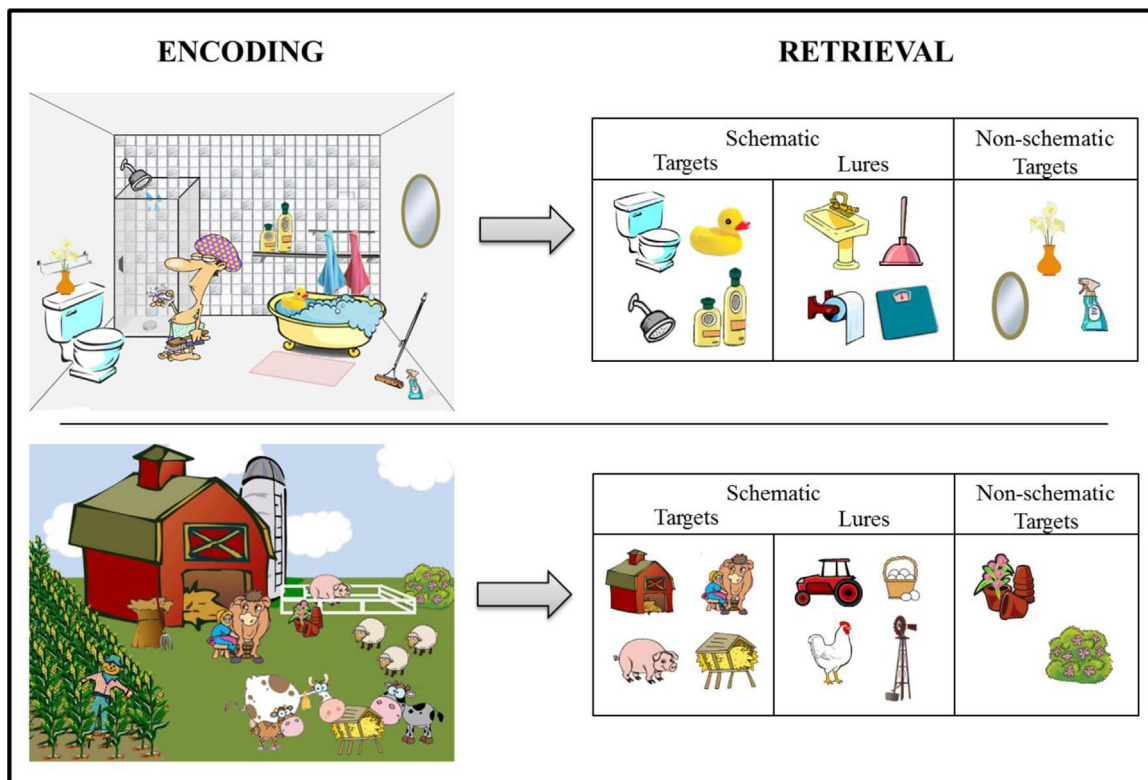 ENCODING
RETRIEVAL
Schematic
Non-schematic
Targets
Lures
Targets
Schematic
Non-schematic
Targets
Lures
Targets